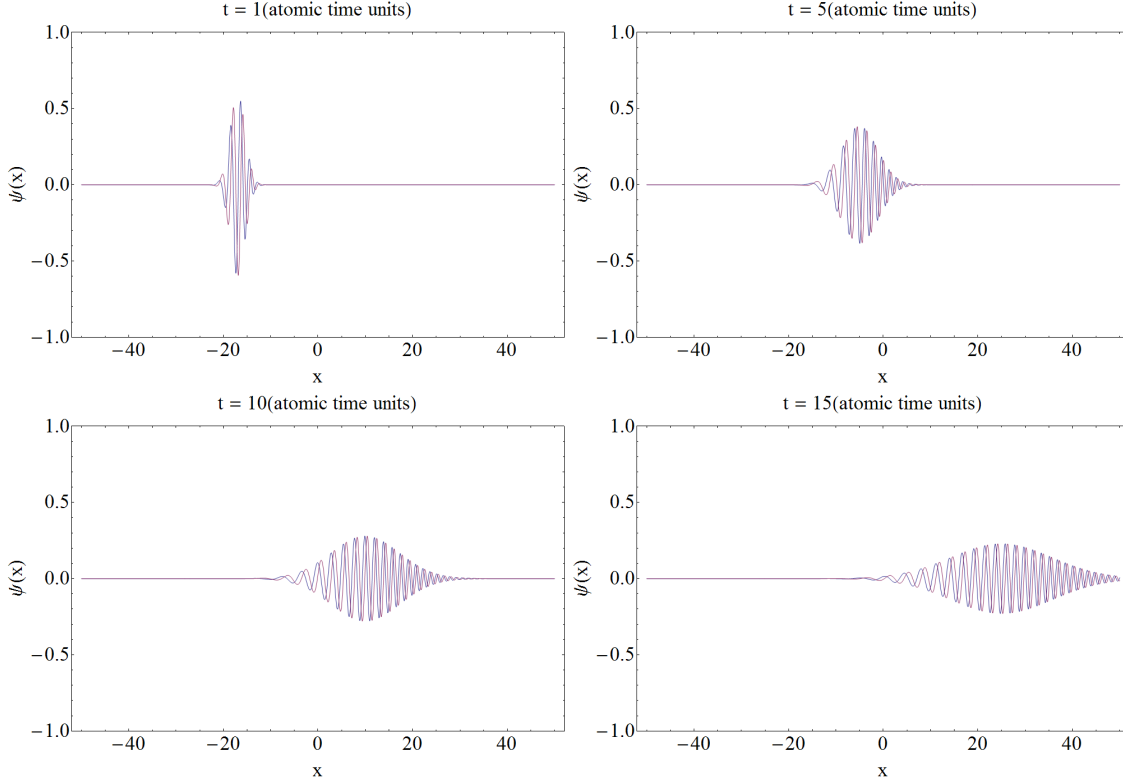 t = 1(atomic time units)
1.0
0.5
0.0
−0.5
−1.0
ψ(x)
−40 −20 0 20 40
x
t = 5(atomic time units)
1.0
0.5
0.0
−0.5
−1.0
ψ(x)
−40 −20 0 20 40
x
t = 10(atomic time units)
1.0
0.5
0.0
−0.5
−1.0
ψ(x)
−40 −20 0 20 40
x
t = 15(atomic time units)
1.0
0.5
0.0
−0.5
−1.0
ψ(x)
−40 −20 0 20 40
x